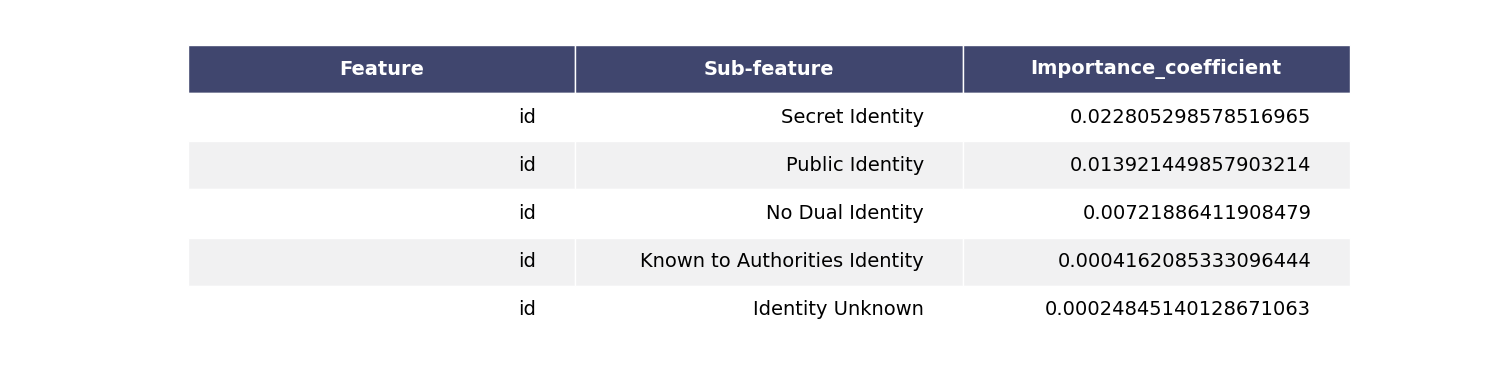 Feature Sub-feature Importance_coefficient
id Secret Identity 0.022805298578516965
id Public Identity 0.013921449857903214
id No Dual Identity 0.00721886411908479
id Known to Authorities Identity 0.0004162085333096444
id Identity Unknown 0.00024845140128671063